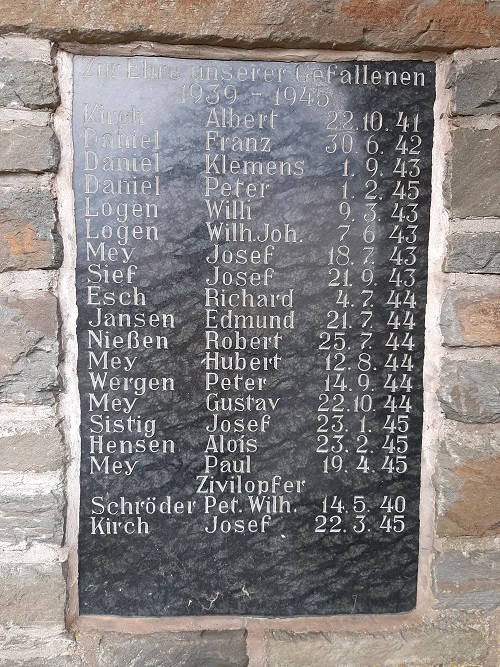 Zur Ehre unserer Gefallenen
1939 - 1945
Kirch Albert 22.10.41
Daniel Franz 30.6.42
Daniel Klemens 1.9.43
Daniel Peter 1.2.45
Logen Willi 9.3.43
Logen Wilh.Joh. 7.6.43
Mey Josef 18.7.43
Sief Josef 21.9.43
Esch Richard 4.7.44
Jansen Edmund 21.7.44
Nießen Robert 25.7.44
Mey Hubert 12.8.44
Wergen Peter 14.9.44
Mey Gustav 22.10.44
Sistig Josef 23.1.45
Hensen Alois 23.2.45
Mey Paul 19.4.45
Zivilopfer
Schröder Pet.Wilh. 14.5.40
Kirch Josef 22.3.45